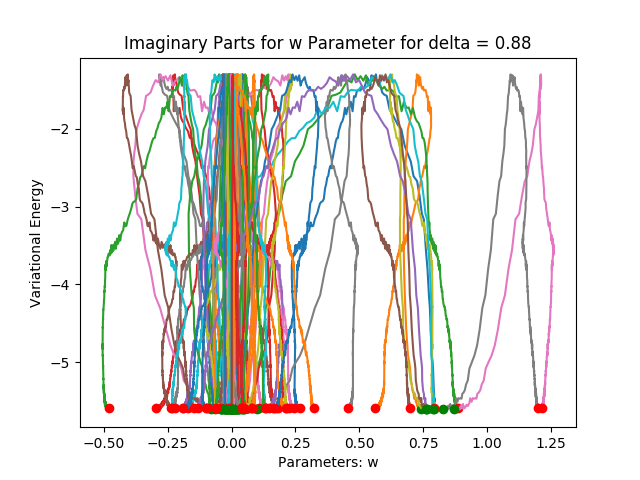 Imaginary Parts for w Parameter for delta = 0.88
Variational Energy
−2
−3
−4
−5
−0.50 −0.25 0.00 0.25 0.50 0.75 1.00 1.25
Parameters: w